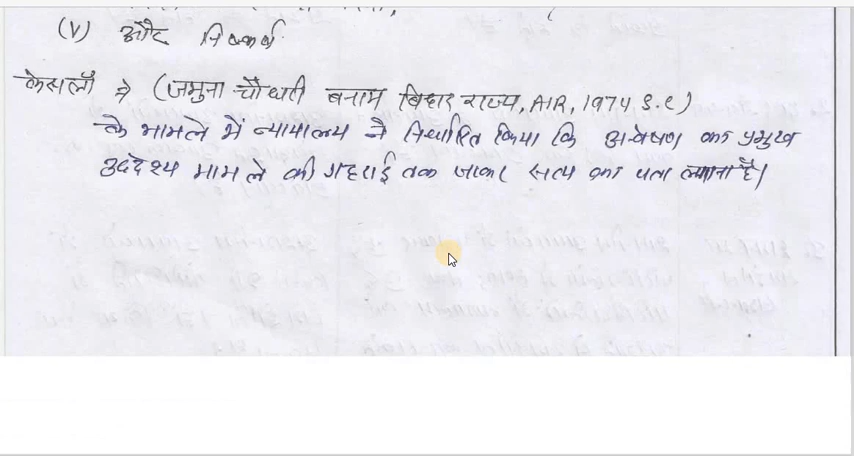 (V) और निष्कर्ष
केसलॉ ने (जमुना चौधरी बनाम बिहार राज्य, AIR, 1974 S.C)
के मामले में न्यायालय ने निर्धारित किया कि अन्वेषण का प्रमुख
उद्देश्य मामले की गहराई तक जाकर सत्य का पता लगाना है।